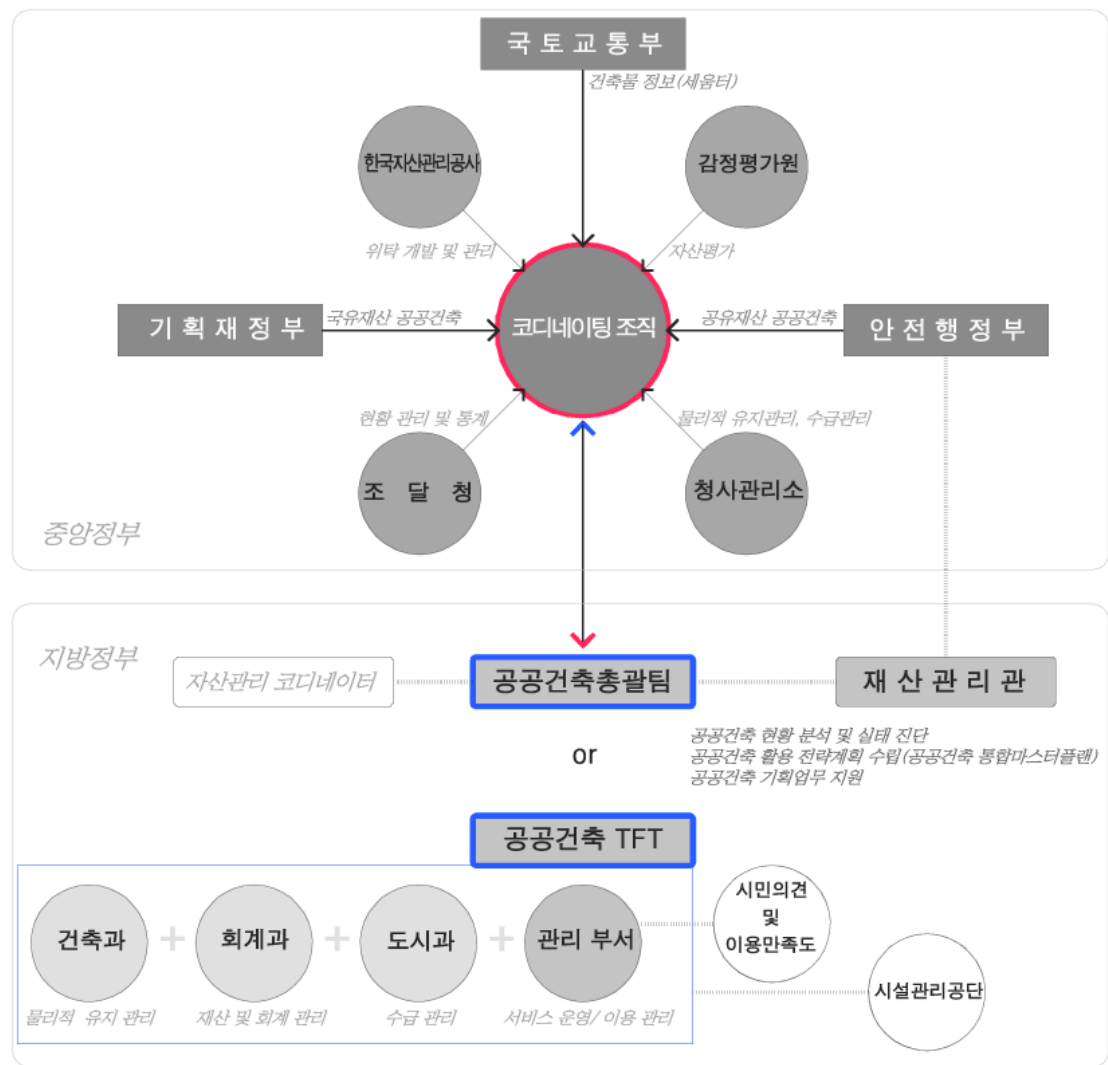 국토교통부
건축물 정보(세움터)
한국자산관리공사
감정평가원
위탁 개발 및 관리
자산평가
기획재정부
국유재산 공공건축
코디네이팅 조직
공유재산 공공건축
안전행정부
현황 관리 및 통계
물리적 유지관리, 수급관리
조 달 청
청사관리소
중앙정부
지방정부
자산관리 코디네이터
공공건축총괄팀
재산관리관
or
공공건축 현황 분석 및 실태 진단
공공건축 활용 전략계획 수립(공공건축 통합마스터플랜)
공공건축 기획업무 지원
공공건축 TFT
시민의견
및
이용만족도
건축과 + 회계과 + 도시과 + 관리 부서
시설관리공단
물리적 유지 관리
재산 및 회계 관리
수급 관리
서비스 운영/ 이용 관리